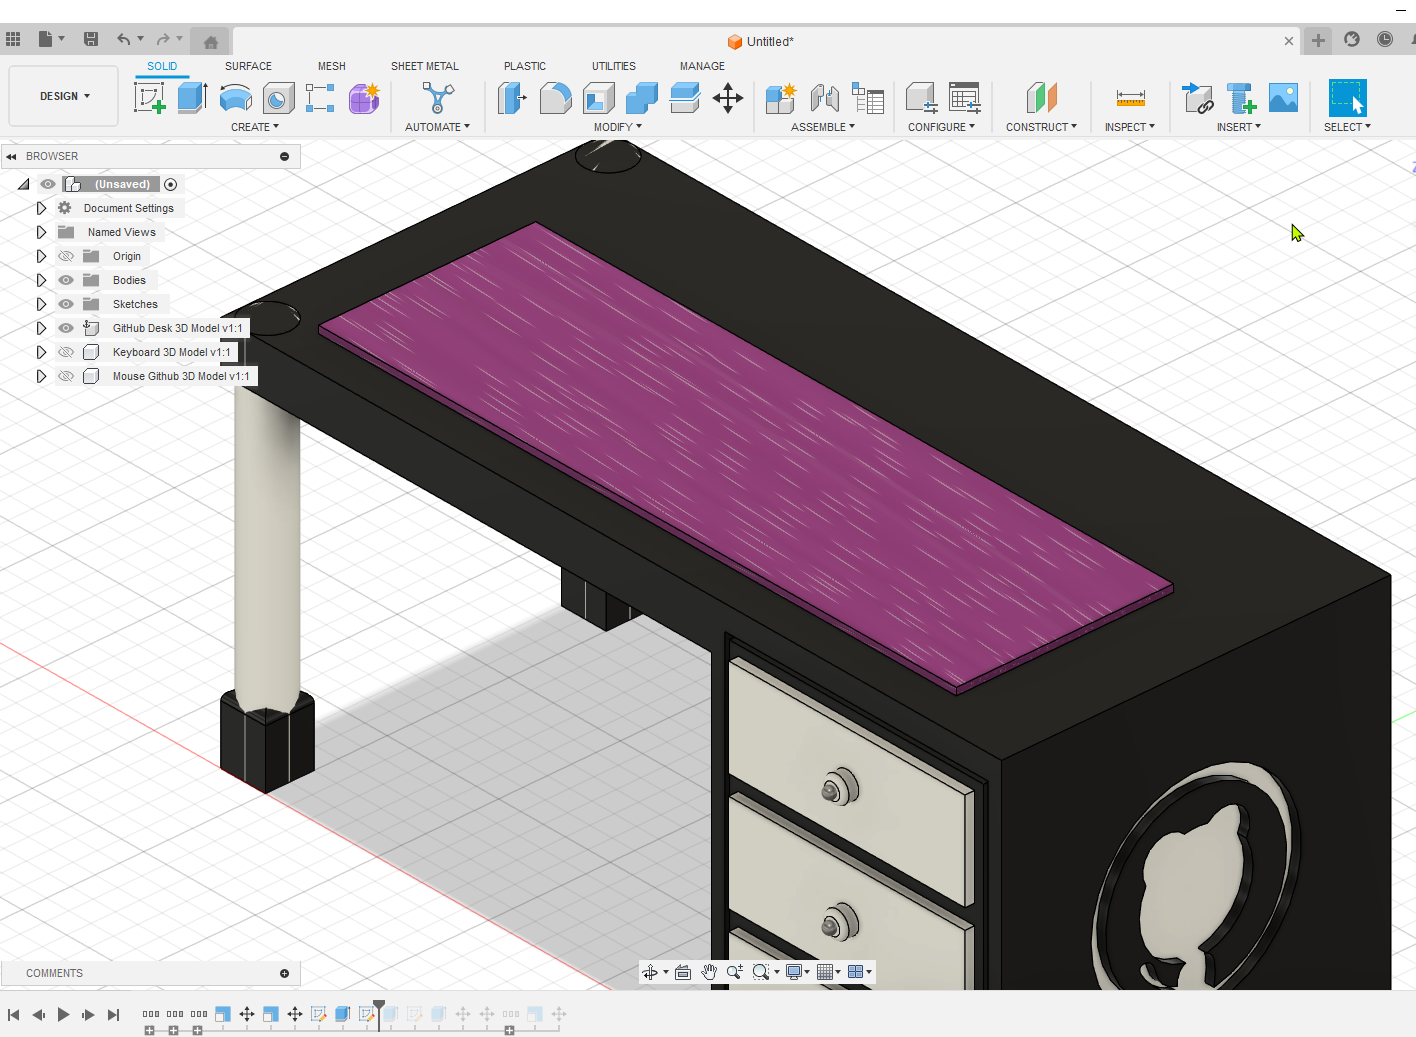 Untitled*
SOLID SURFACE MESH SHEET METAL PLASTIC UTILITIES MANAGE
DESIGN
CREATE AUTOMATE MODIFY ASSEMBLE CONFIGURE CONSTRUCT INSPECT INSERT SELECT
BROWSER
(Unsaved)
Document Settings
Named Views
Origin
Bodies
Sketches
GitHub Desk 3D Model v1:1
Keyboard 3D Model v1:1
Mouse Github 3D Model v1:1
COMMENTS